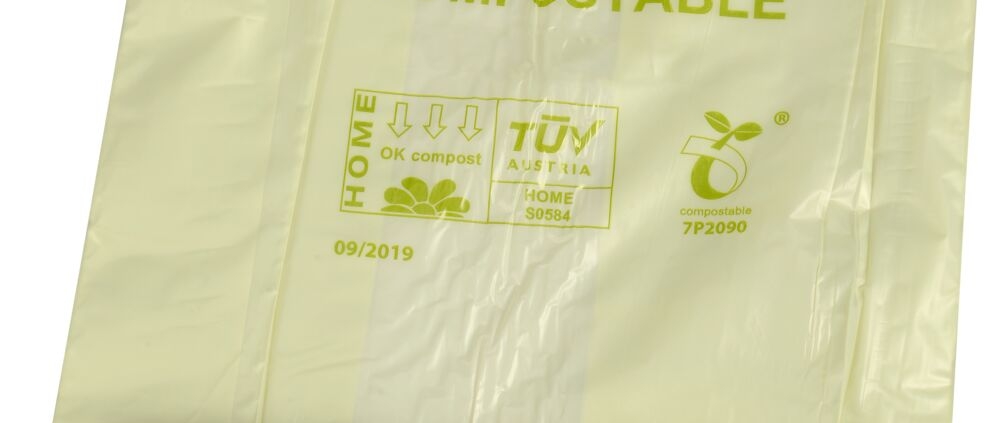 HOME
OK compost
TÜV
AUSTRIA
HOME
S0584
®
compostable
7P2090
09/2019